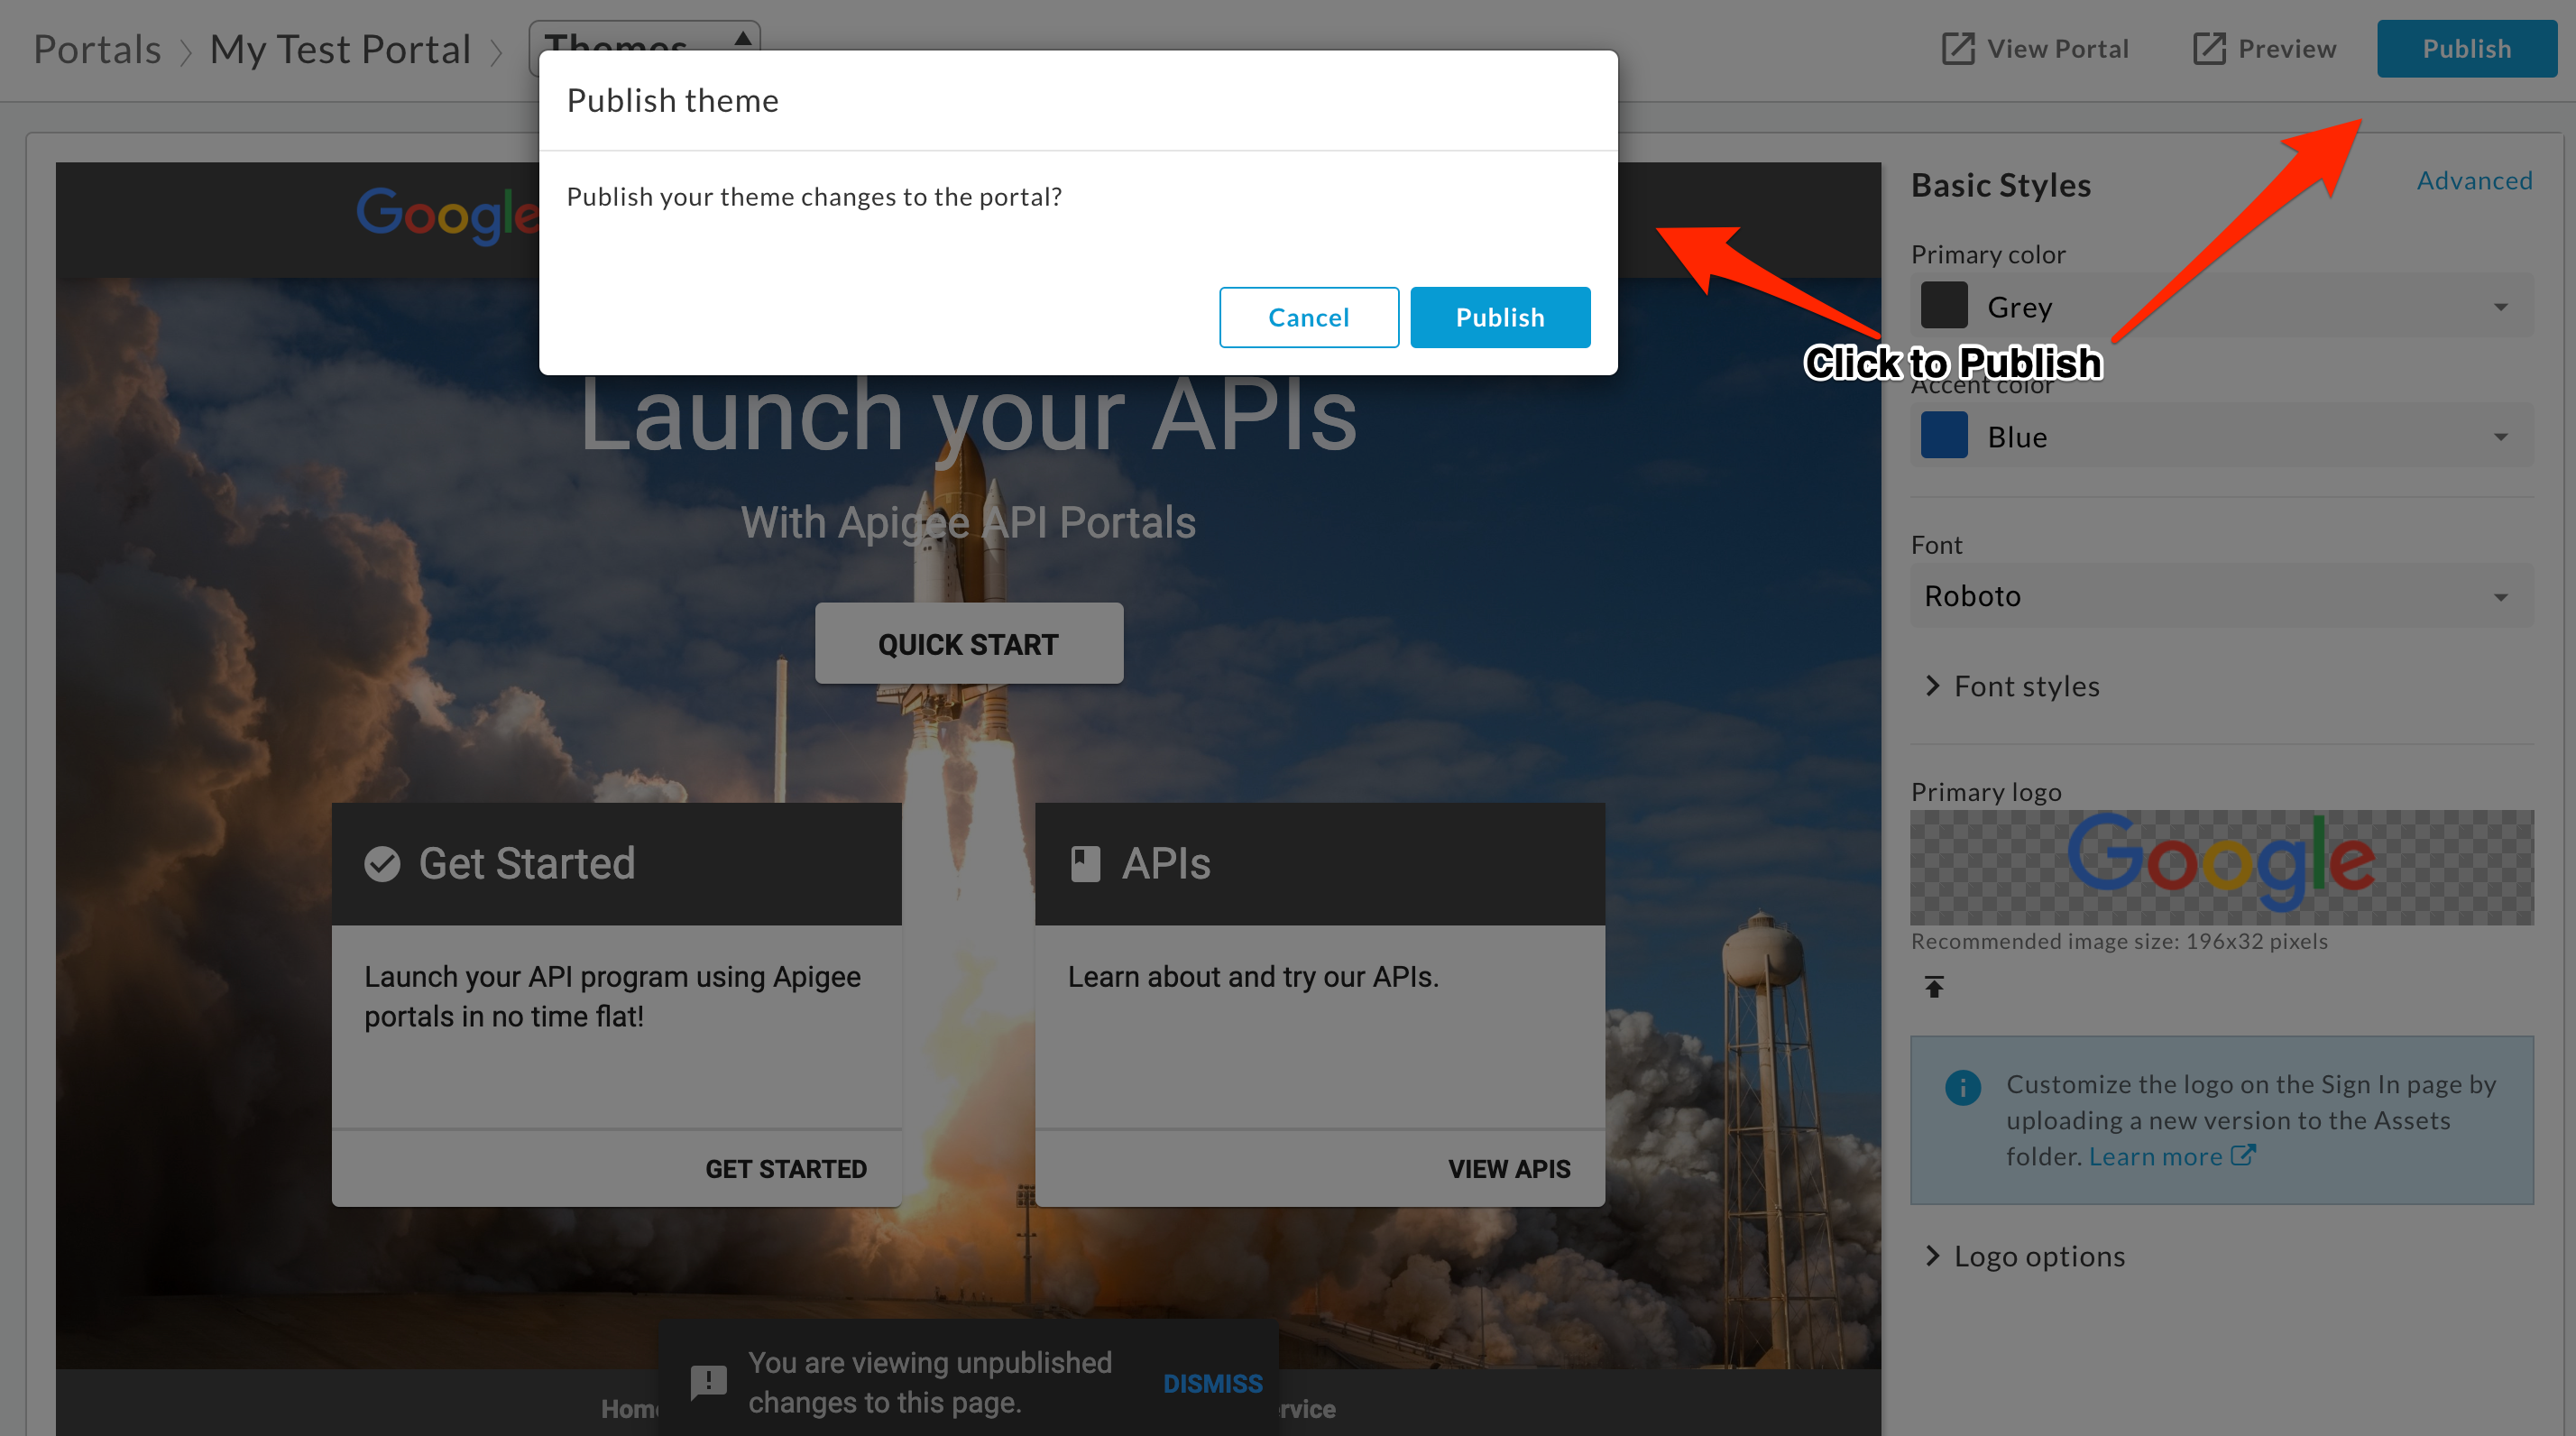 Portals
My Test Portal
Themes
View Portal
Preview
Publish
Publish theme
Publish your theme changes to the portal?
Cancel
Publish
Click to Publish
Google
Launch your APIs
With Apigee API Portals
QUICK START
Get Started
Launch your API program using Apigee
portals in no time flat!
GET STARTED
APIs
Learn about and try our APIs.
VIEW APIS
You are viewing unpublished
changes to this page.
DISMISS
Basic Styles
Advanced
Primary color
Grey
Accent color
Blue
Font
Roboto
Font styles
Primary logo
Google
Recommended image size: 196x32 pixels
Customize the logo on the Sign In page by
uploading a new version to the Assets
folder. Learn more
Logo options